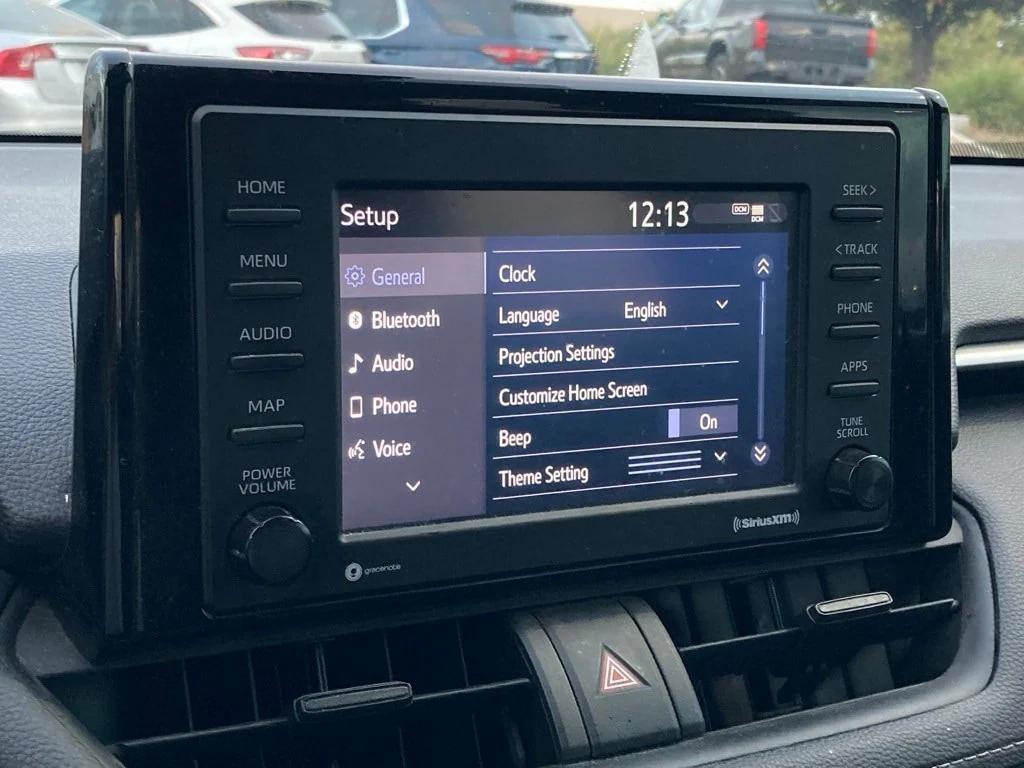 HOME
MENU
AUDIO
MAP
POWER
VOLUME
Setup
12:13
DCM
DCM
General
Bluetooth
Audio
Phone
Voice
Clock
Language English
Projection Settings
Customize Home Screen
Beep On
Theme Setting
SEEK >
< TRACK
PHONE
APPS
TUNE
SCROLL
gracenote
((SiriusXM))